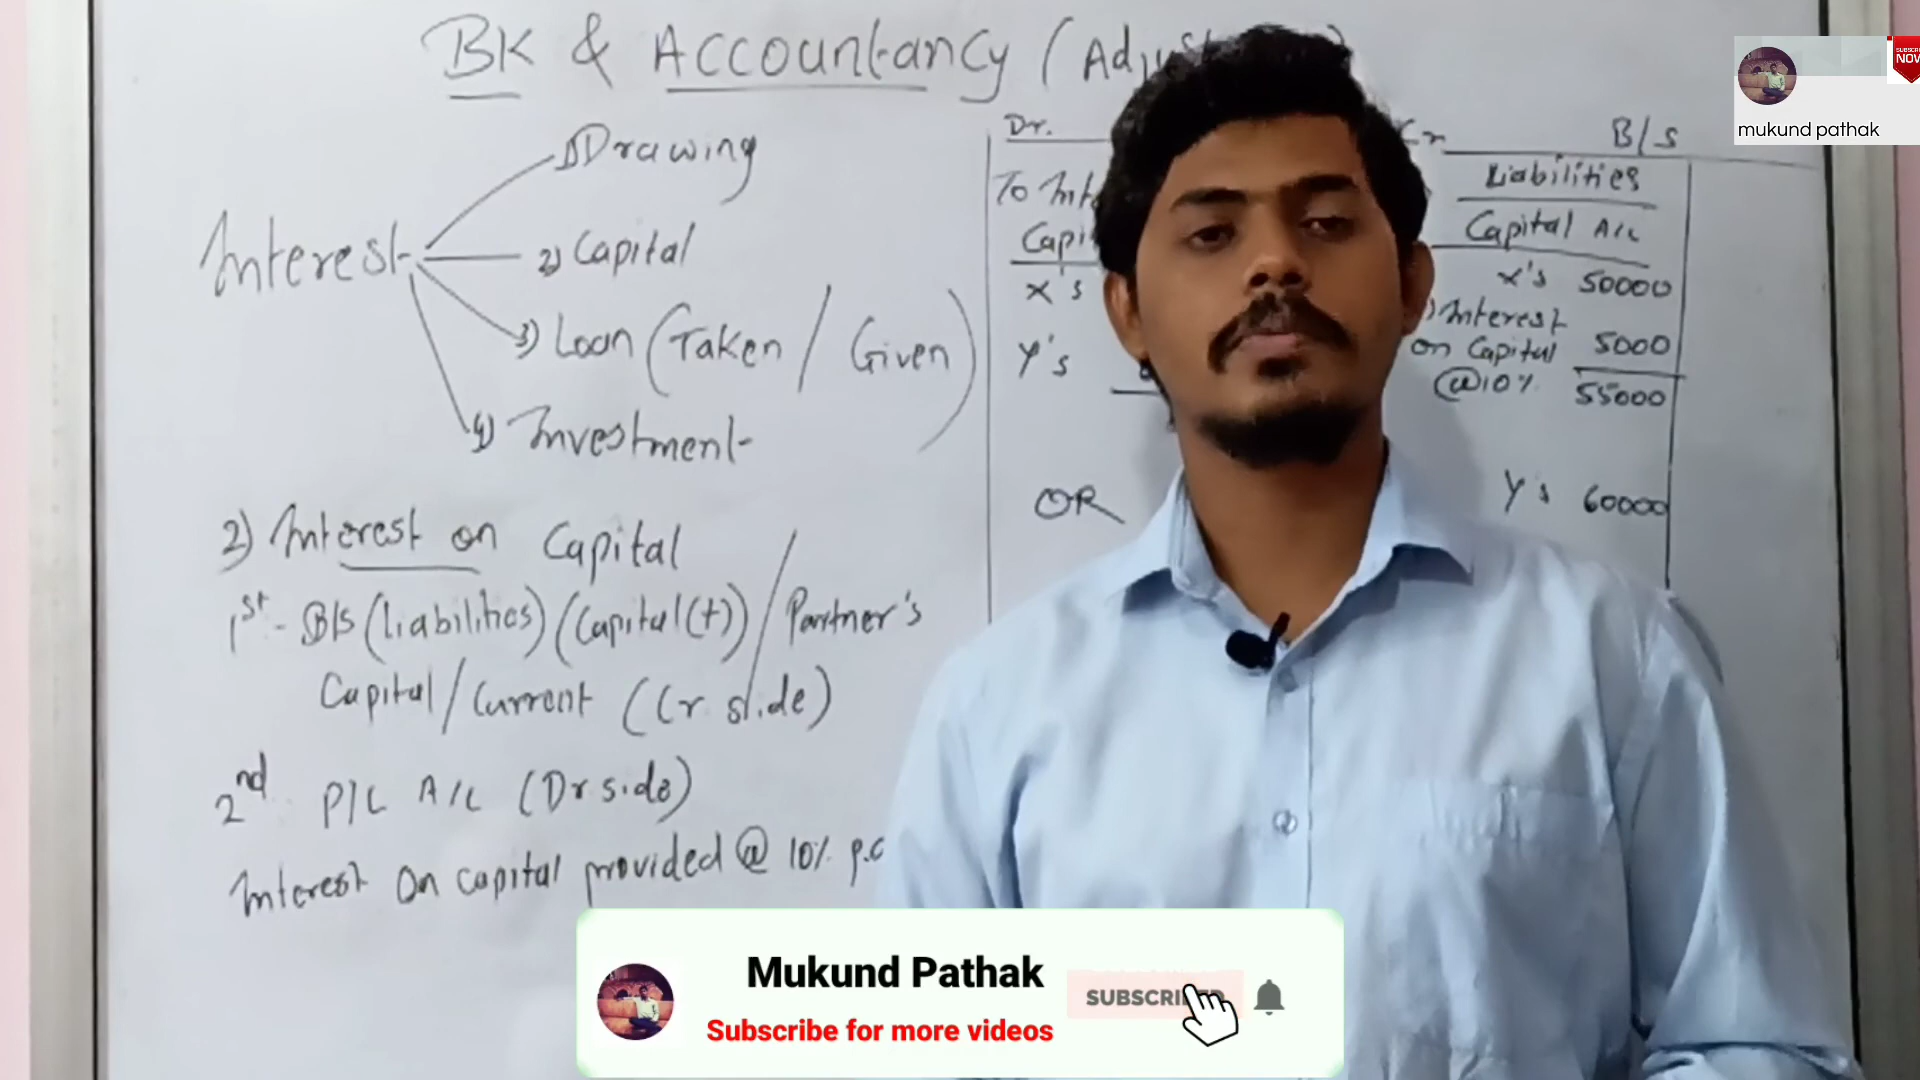 BK & Accountancy (Adj
Interest
1) Drawing
2) Capital
3) Loan (Taken / Given)
4) Investment
2) Interest on Capital
1st - B/S (Liabilities) (Capital (+)) / Partner's
Capital / Current (Cr. side)
2nd P/L A/C (Dr side)
Interest on capital provided @ 10% p.a
Dr.
To Int
Capi
x's
Y's
OR
Cr
B/S
Liabilities
Capital A/C
x's 50000
Interest
on Capital 5000
@10% 55000
Y's 60000
SUBSCRIBE
NOW
mukund pathak
Mukund Pathak
SUBSCRIBED
Subscribe for more videos